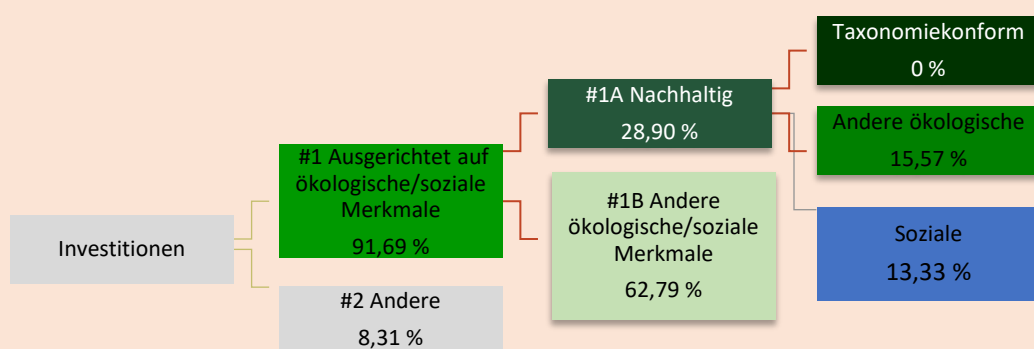 Investitionen
#1 Ausgerichtet auf
ökologische/soziale
Merkmale
91,69 %
#2 Andere
8,31 %
#1A Nachhaltig
28,90 %
#1B Andere
ökologische/soziale
Merkmale
62,79 %
Taxonomiekonform
0 %
Andere ökologische
15,57 %
Soziale
13,33 %